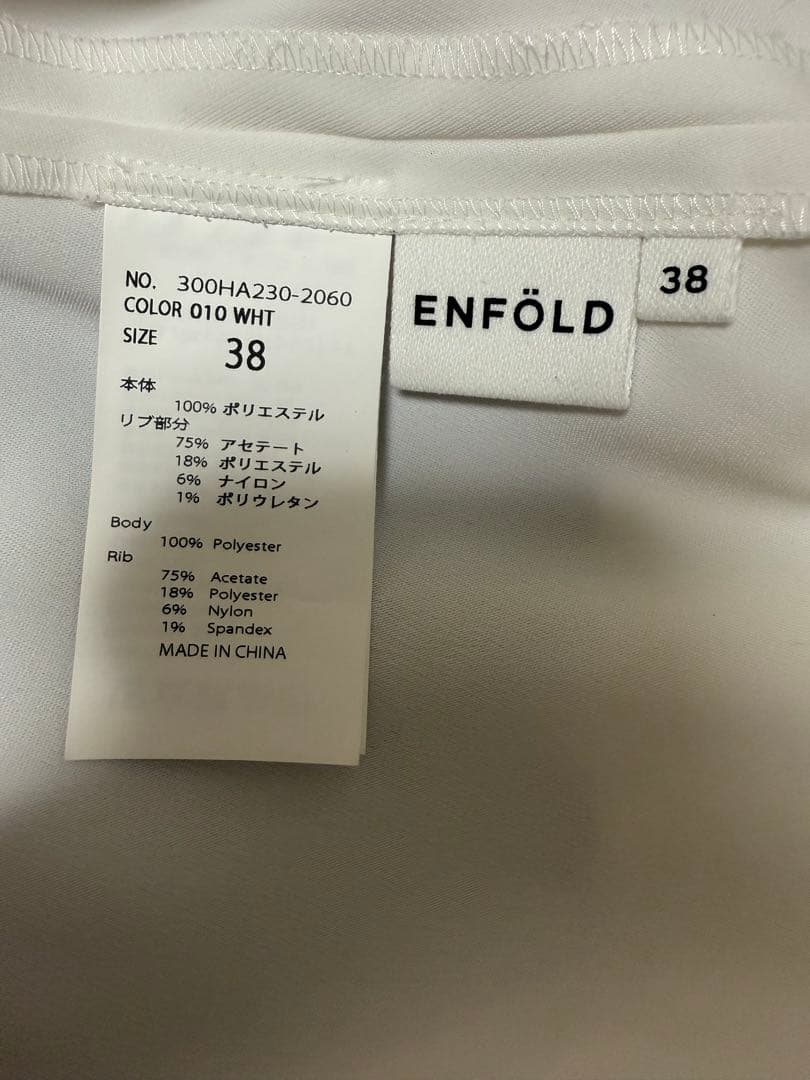 NO. 300HA230-2060
COLOR 010 WHT
SIZE 38
本体
100% ポリエステル
リブ部分
75% アセテート
18% ポリエステル
6% ナイロン
1% ポリウレタン
Body
100% Polyester
Rib
75% Acetate
18% Polyester
6% Nylon
1% Spandex
MADE IN CHINA
ENFÖLD
38